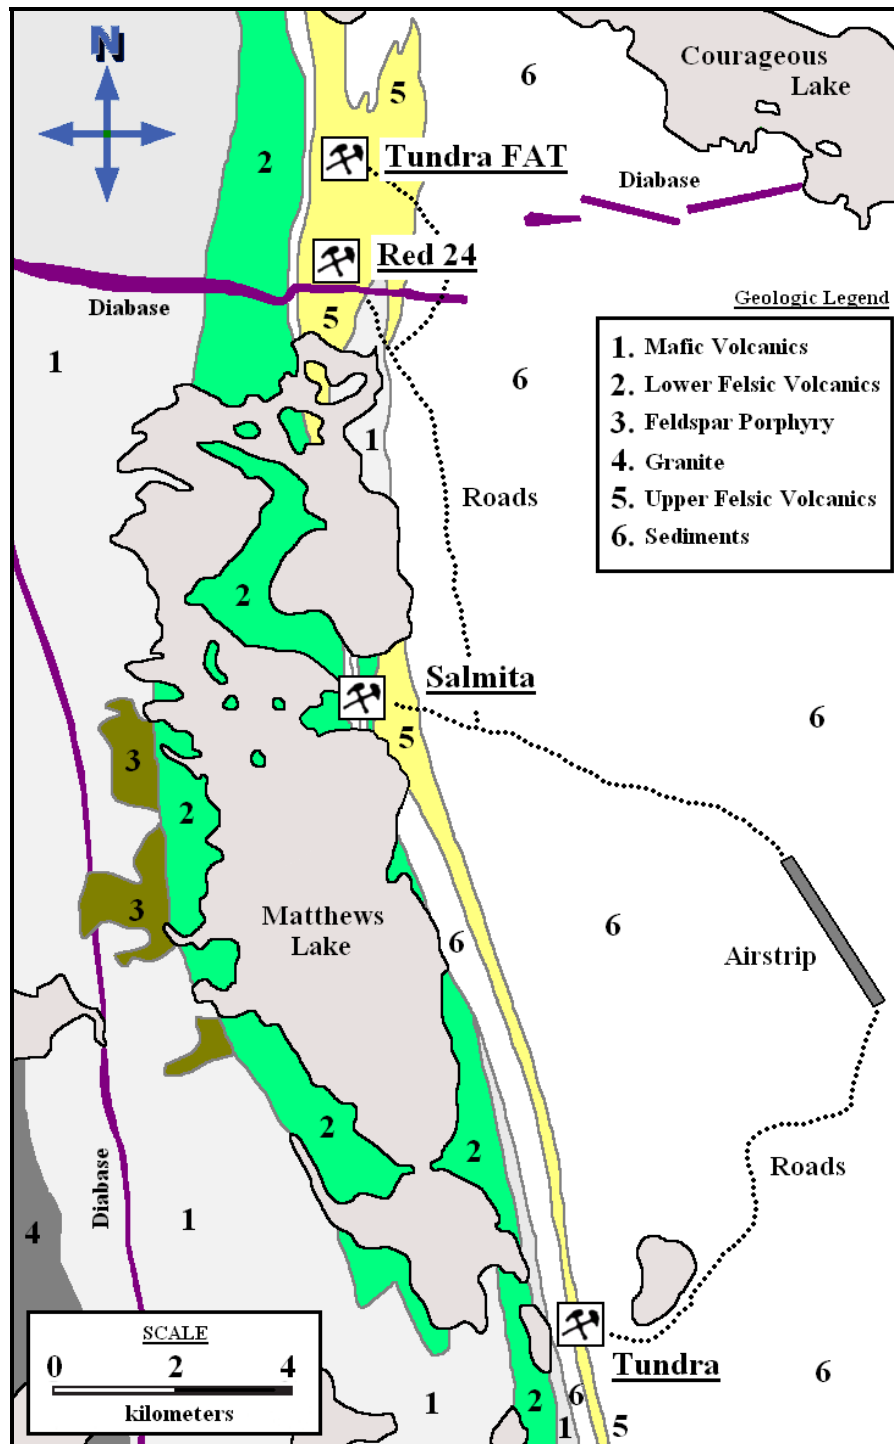 N
Courageous
Lake
6
5
2
Tundra FAT
Diabase
Red 24
Diabase
Geologic Legend
5
1
6
1. Mafic Volcanics
2. Lower Felsic Volcanics
3. Feldspar Porphyry
4. Granite
5. Upper Felsic Volcanics
6. Sediments
1
Roads
2
Salmita
6
5
3
2
3
Matthews
Lake
6
6
Airstrip
2
2
Roads
Diabase
1
4
SCALE
0 2 4
kilometers
Tundra
6
1
2
1
6
5